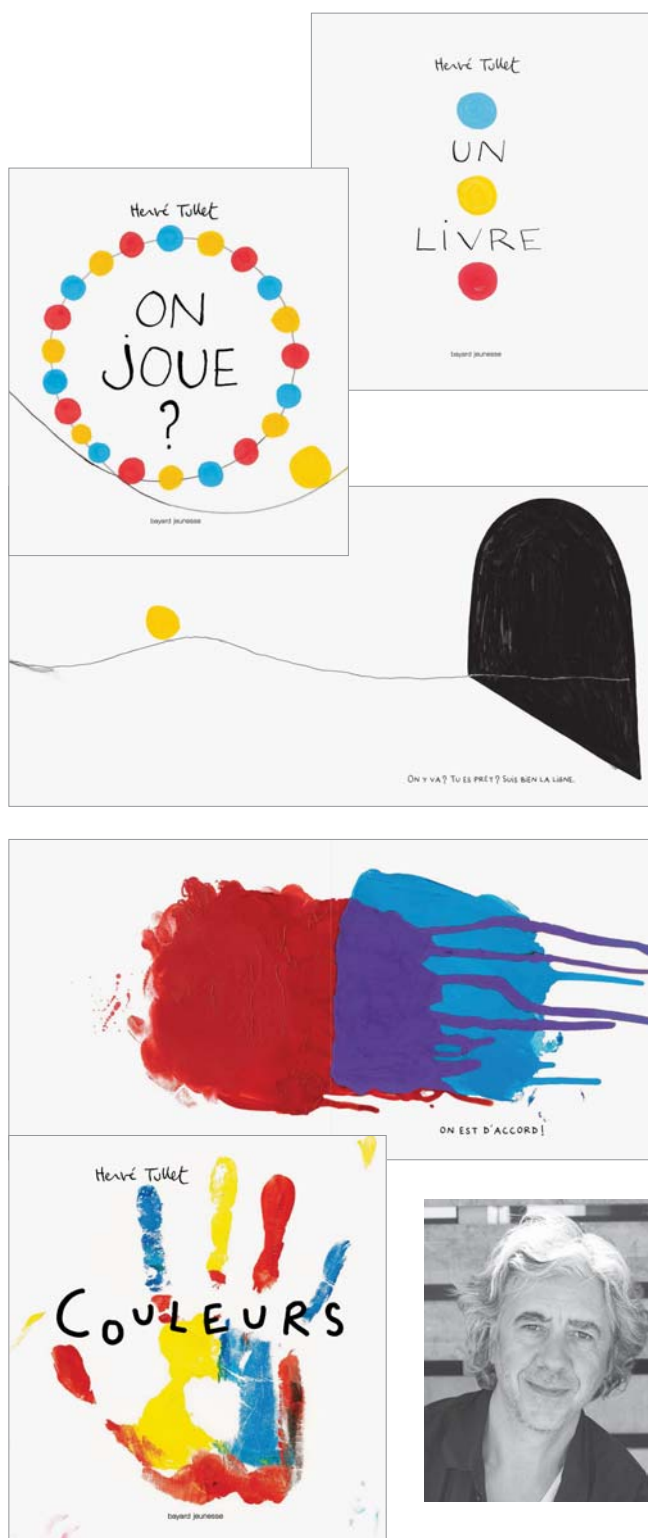 Hervé Tullet
UN
LIVRE
bayard jeunesse
Hervé Tullet
ON
JOUE
?
bayard jeunesse
ON Y VA? TU ES PRÊT? SUIS BIEN LA LIGNE.
ON EST D'ACCORD!
Hervé Tullet
COULEURS
bayard jeunesse